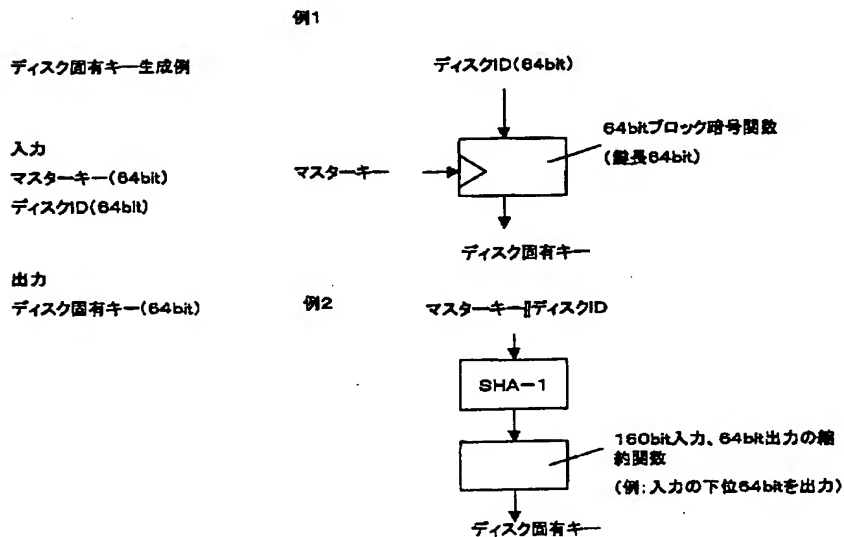 例1
ディスク固有キー生成例
ディスクID(64bit)
64bitブロック暗号関数
(鍵長64bit)
入力
マスターキー(64bit)
ディスクID(64bit)
マスターキー
ディスク固有キー
出力
ディスク固有キー(64bit)
例2
マスターキー||ディスクID
SHA-1
160bit入力、64bit出力の縮
約関数
(例:入力の下位64bitを出力)
ディスク固有キー